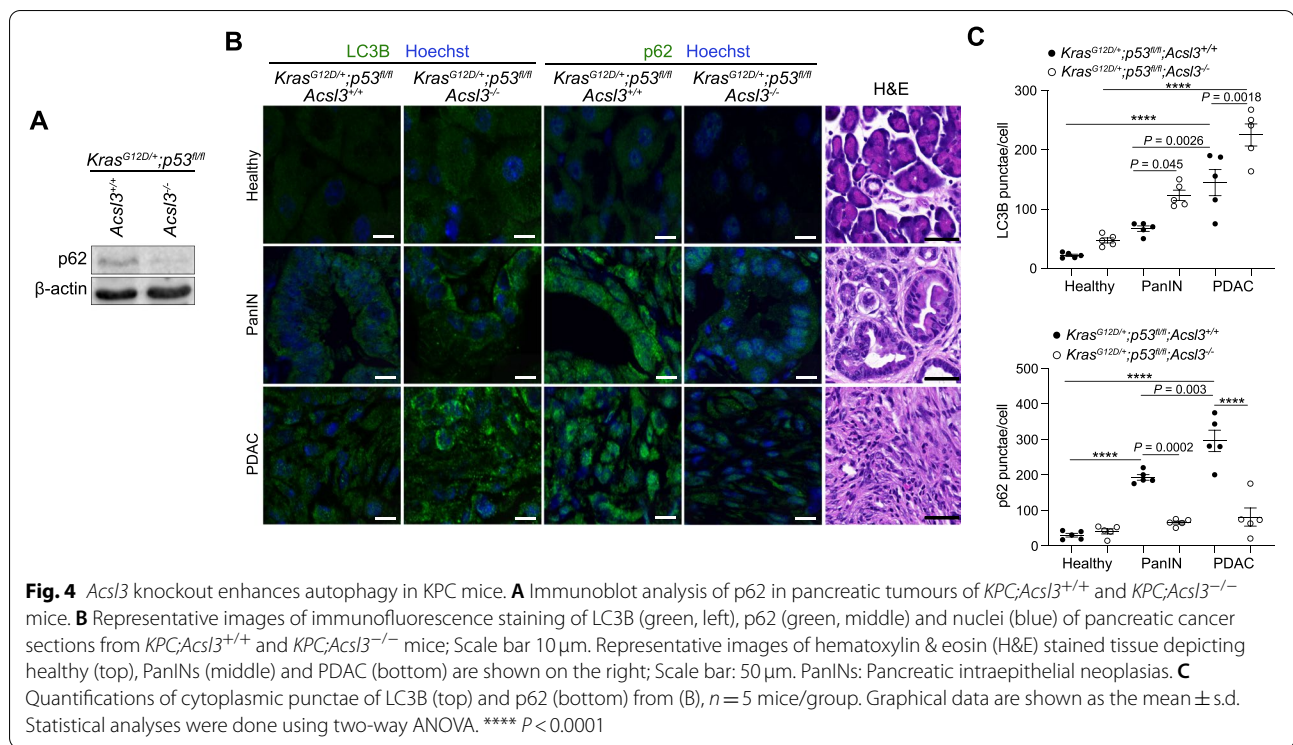 A
Kras^G12D/+;p53^fl/fl
Acsl3^+/+
Acsl3^-/-
p62
β-actin
B
LC3B Hoechst
p62 Hoechst
Kras^G12D/+;p53^fl/fl
Acsl3^+/+
Kras^G12D/+;p53^fl/fl
Acsl3^-/-
Kras^G12D/+;p53^fl/fl
Acsl3^+/+
Kras^G12D/+;p53^fl/fl
Acsl3^-/-
H&E
Healthy
PanIN
PDAC
C
Kras^G12D/+;p53^fl/fl;Acsl3^+/+
Kras^G12D/+;p53^fl/fl;Acsl3^-/-
LC3B punctae/cell
300
200
100
0
****
P = 0.0018
****
P = 0.0026
P = 0.045
Healthy PanIN PDAC
Kras^G12D/+;p53^fl/fl;Acsl3^+/+
Kras^G12D/+;p53^fl/fl;Acsl3^-/-
p62 punctae/cell
500
400
300
200
100
0
****
P = 0.003
****
P = 0.0002
****
Healthy PanIN PDAC
Fig. 4 Acsl3 knockout enhances autophagy in KPC mice. A Immunoblot analysis of p62 in pancreatic tumours of KPC;Acsl3^+/+ and KPC;Acsl3^−/−
mice. B Representative images of immunofluorescence staining of LC3B (green, left), p62 (green, middle) and nuclei (blue) of pancreatic cancer
sections from KPC;Acsl3^+/+ and KPC;Acsl3^−/− mice; Scale bar 10 μm. Representative images of hematoxylin & eosin (H&E) stained tissue depicting
healthy (top), PanINs (middle) and PDAC (bottom) are shown on the right; Scale bar: 50 μm. PanINs: Pancreatic intraepithelial neoplasias. C
Quantifications of cytoplasmic punctae of LC3B (top) and p62 (bottom) from (B), n = 5 mice/group. Graphical data are shown as the mean ± s.d.
Statistical analyses were done using two-way ANOVA. **** P < 0.0001